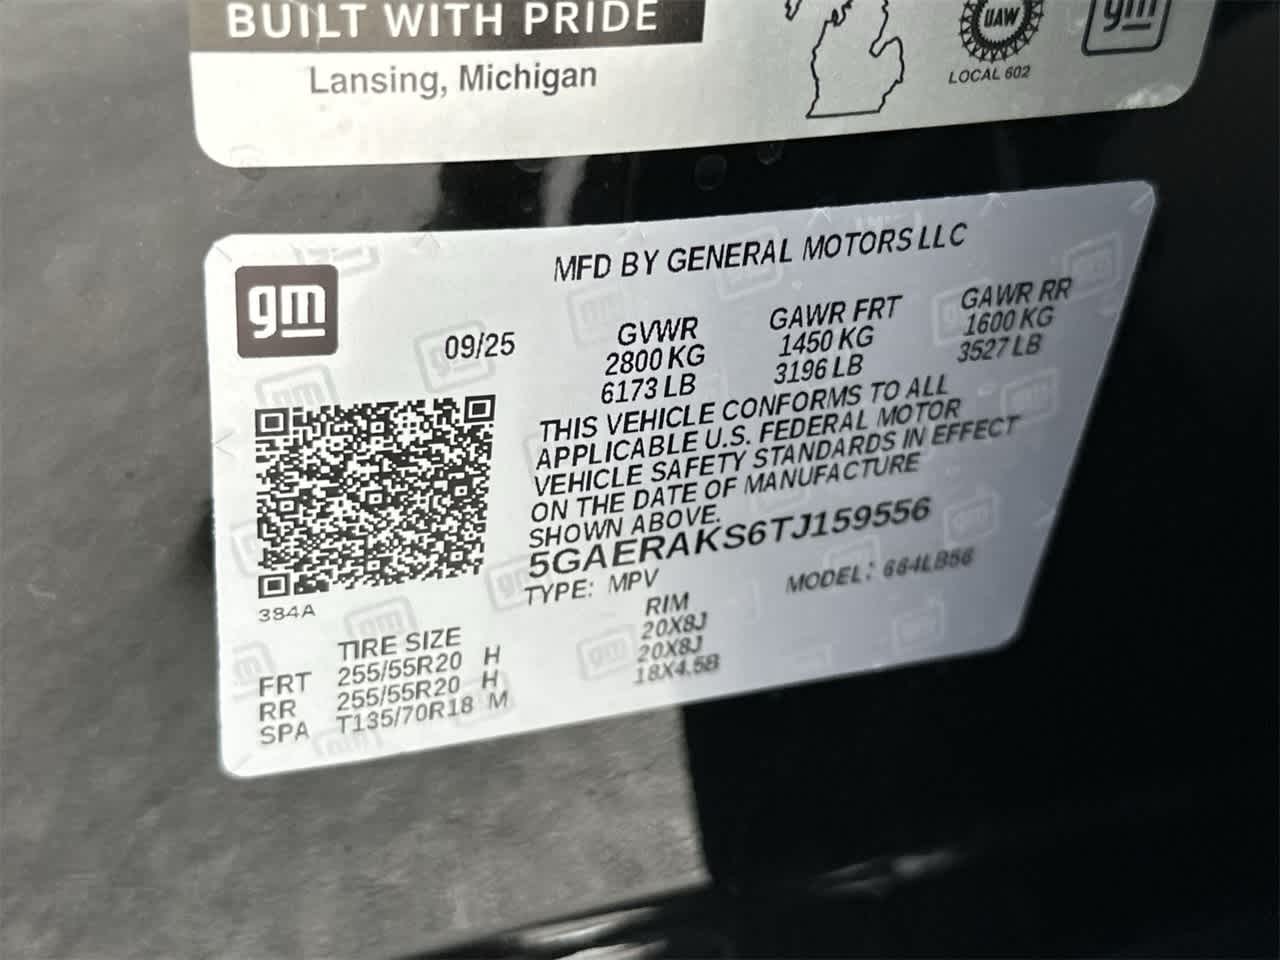 BUILT WITH PRIDE
Lansing, Michigan
UAW
LOCAL 602
gm
gm
MFD BY GENERAL MOTORS LLC
09/25
GVWR GAWR FRT GAWR RR
2800 KG 1450 KG 1600 KG
6173 LB 3196 LB 3527 LB
THIS VEHICLE CONFORMS TO ALL
APPLICABLE U.S. FEDERAL MOTOR
VEHICLE SAFETY STANDARDS IN EFFECT
ON THE DATE OF MANUFACTURE
SHOWN ABOVE.
5GAERAKS6TJ159556
TYPE: MPV MODEL: 664LB56
384A
TIRE SIZE RIM
FRT 255/55R20 H 20X8J
RR 255/55R20 H 20X8J
SPA T135/70R18 M 18X4.5B